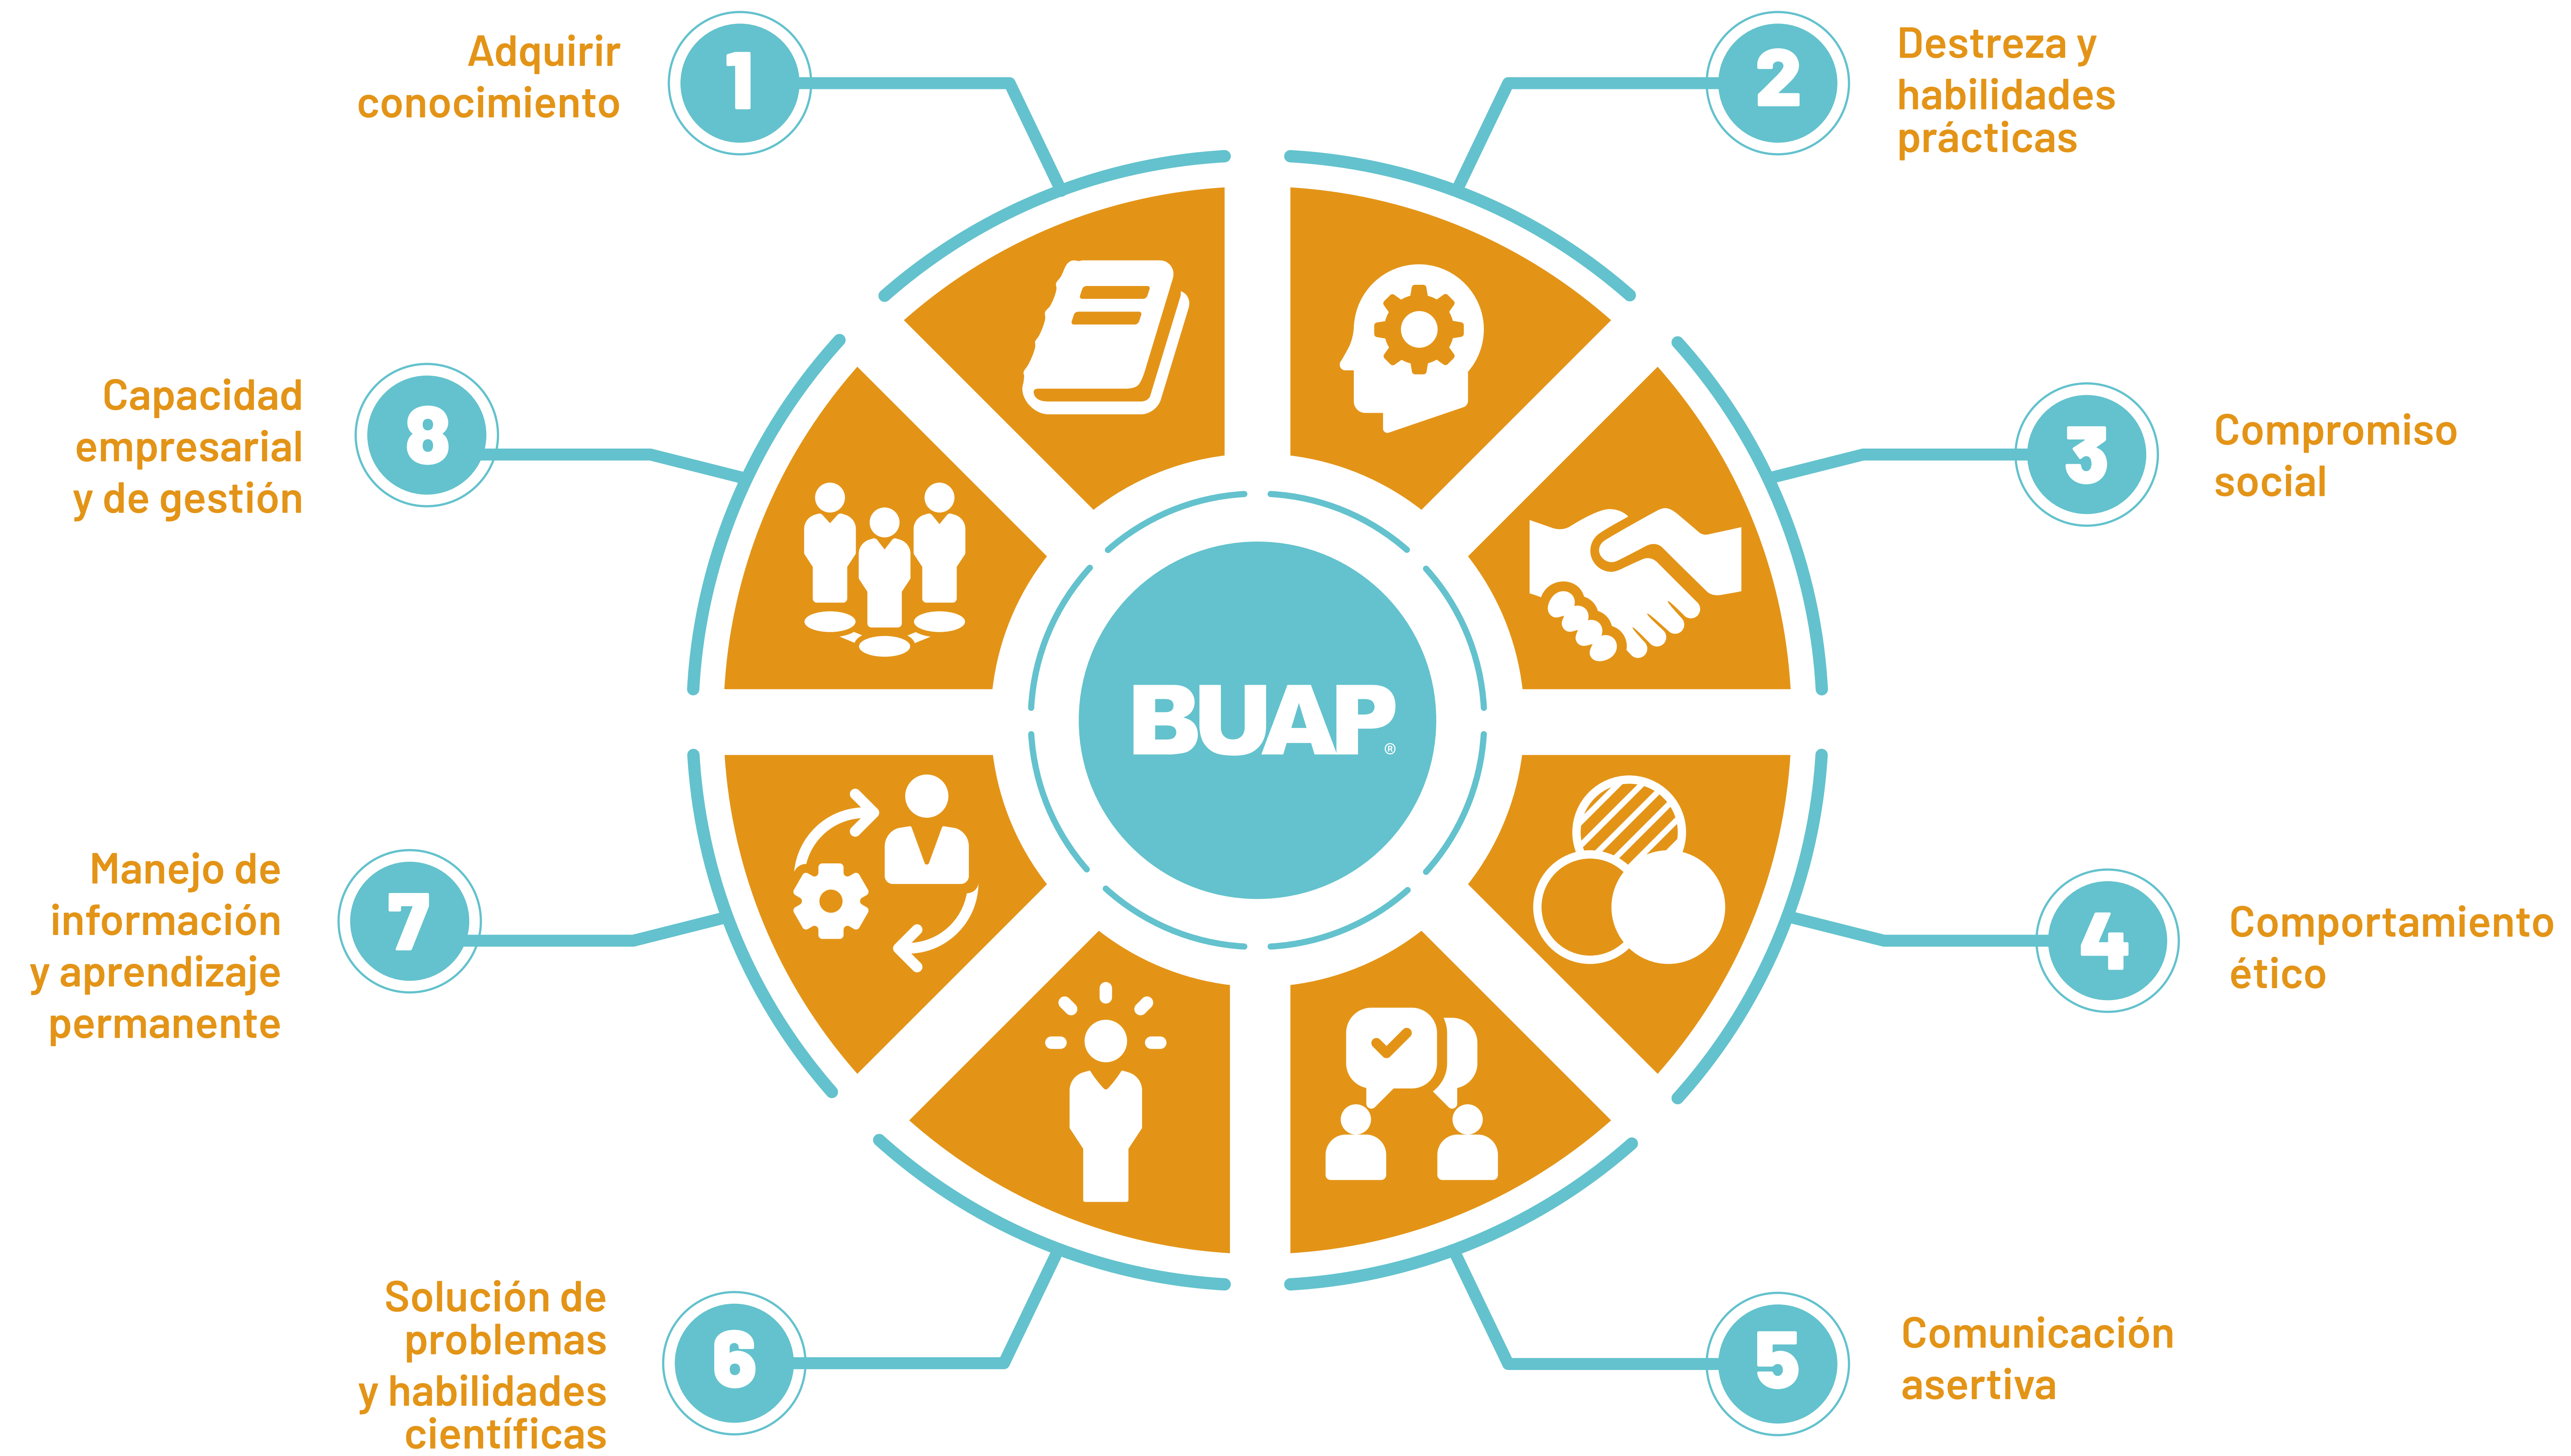 1
Adquirir
conocimiento
2
Destreza y
habilidades
prácticas
3
Compromiso
social
4
Comportamiento
ético
5
Comunicación
asertiva
6
Solución de
problemas
y habilidades
científicas
7
Manejo de
información
y aprendizaje
permanente
8
Capacidad
empresarial
y de gestión
BUAP®